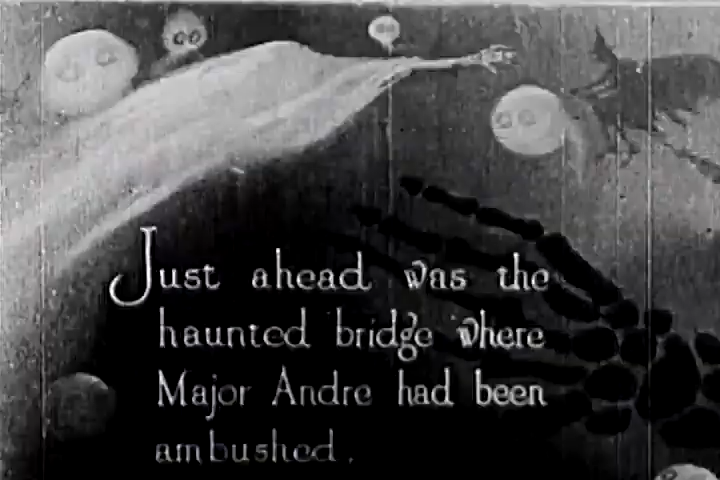 Just ahead was the
haunted bridge where
Major Andre had been
ambushed.